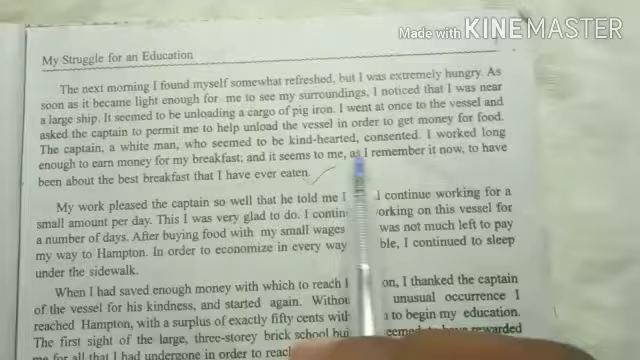 Made with KINEMASTER
My Struggle for an Education
The next morning I found myself somewhat refreshed, but I was extremely hungry. As
soon as it became light enough for me to see my surroundings, I noticed that I was near
a large ship. It seemed to be unloading a cargo of pig iron. I went at once to the vessel and
asked the captain to permit me to help unload the vessel in order to get money for food.
The captain, a white man, who seemed to be kind-hearted, consented. I worked long
enough to earn money for my breakfast; and it seems to me, as I remember it now, to have
been about the best breakfast that I have ever eaten.
My work pleased the captain so well that he told me I continue working for a
small amount per day. This I was very glad to do. I working on this vessel for
a number of days. After buying food with my small wages was not much left to pay
my way to Hampton. In order to economize in every way I continued to sleep
under the sidewalk.
When I had saved enough money with which to reach I thanked the captain
of the vessel for his kindness, and started again. unusual occurrence I
reached Hampton, with a surplus of exactly fifty cents to begin my education.
The first sight of the large, three-storey brick school rewarded
me for all that I had undergone in order to